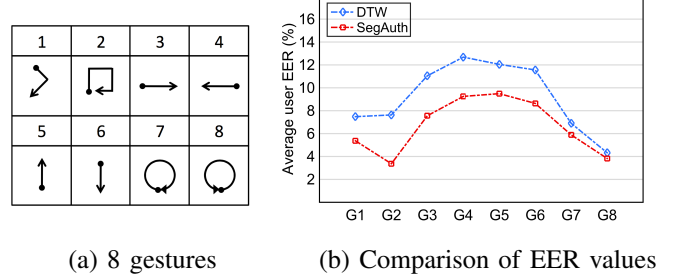 1 2 3 4
5 6 7 8
(a) 8 gestures
Average user EER (%)
16
14
12
10
8
6
4
2
DTW
SegAuth
G1 G2 G3 G4 G5 G6 G7 G8
(b) Comparison of EER values